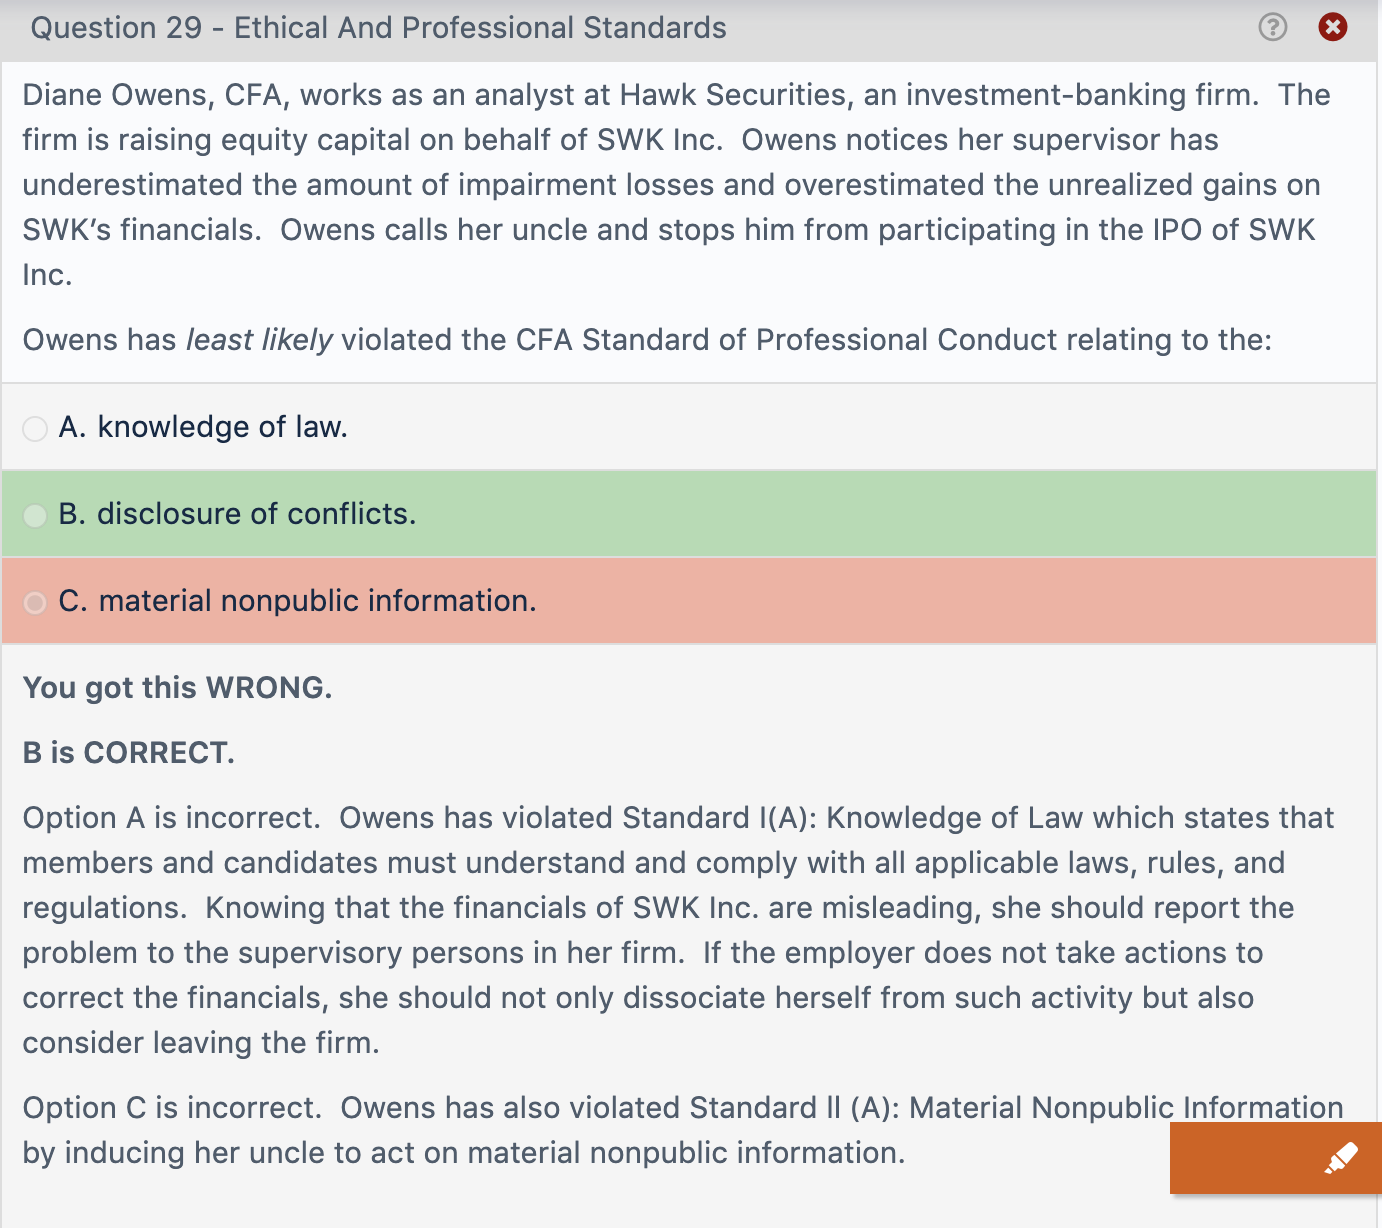 Question 29 - Ethical And Professional Standards
Diane Owens, CFA, works as an analyst at Hawk Securities, an investment-banking firm.  The
firm is raising equity capital on behalf of SWK Inc.  Owens notices her supervisor has
underestimated the amount of impairment losses and overestimated the unrealized gains on
SWK’s financials.  Owens calls her uncle and stops him from participating in the IPO of SWK
Inc.
Owens has least likely violated the CFA Standard of Professional Conduct relating to the:
A. knowledge of law.
B. disclosure of conflicts.
C. material nonpublic information.
You got this WRONG.
B is CORRECT.
Option A is incorrect.  Owens has violated Standard I(A): Knowledge of Law which states that
members and candidates must understand and comply with all applicable laws, rules, and
regulations.  Knowing that the financials of SWK Inc. are misleading, she should report the
problem to the supervisory persons in her firm.  If the employer does not take actions to
correct the financials, she should not only dissociate herself from such activity but also
consider leaving the firm.
Option C is incorrect.  Owens has also violated Standard II (A): Material Nonpublic Information
by inducing her uncle to act on material nonpublic information.